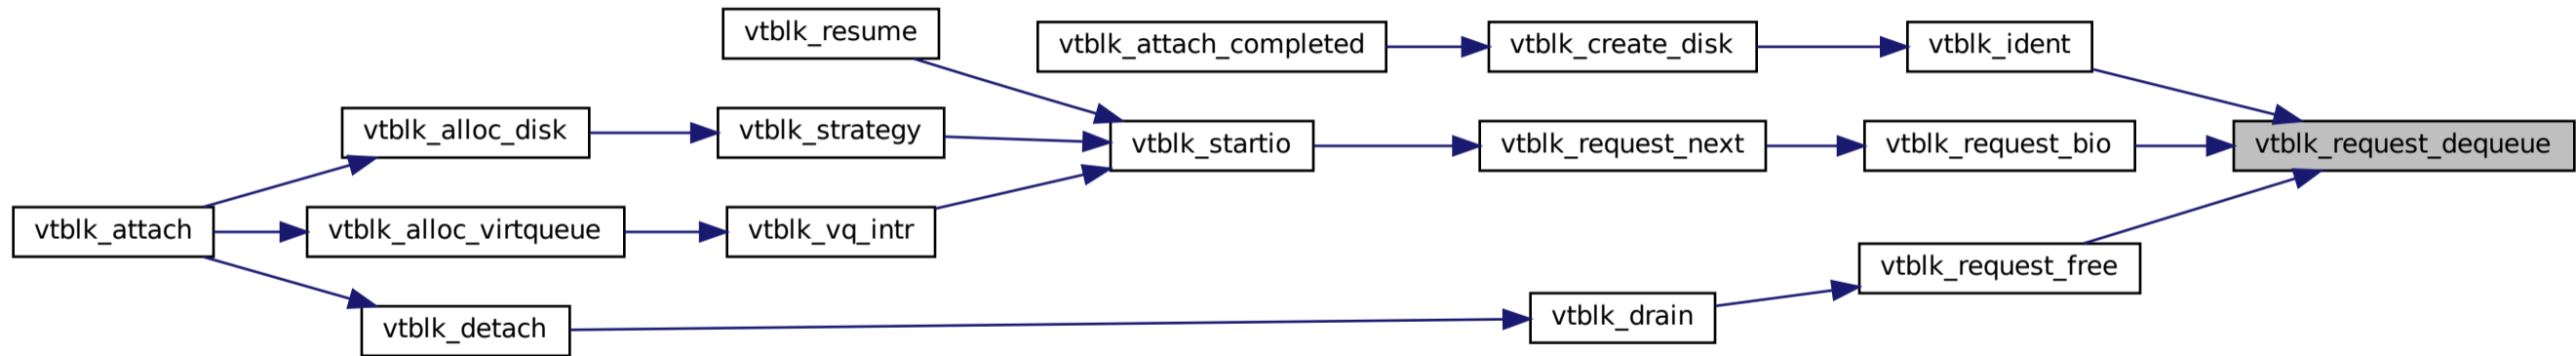 vtblk_resume
vtblk_attach_completed
vtblk_create_disk
vtblk_ident
vtblk_alloc_disk
vtblk_strategy
vtblk_startio
vtblk_request_next
vtblk_request_bio
vtblk_request_dequeue
vtblk_attach
vtblk_alloc_virtqueue
vtblk_vq_intr
vtblk_request_free
vtblk_detach
vtblk_drain